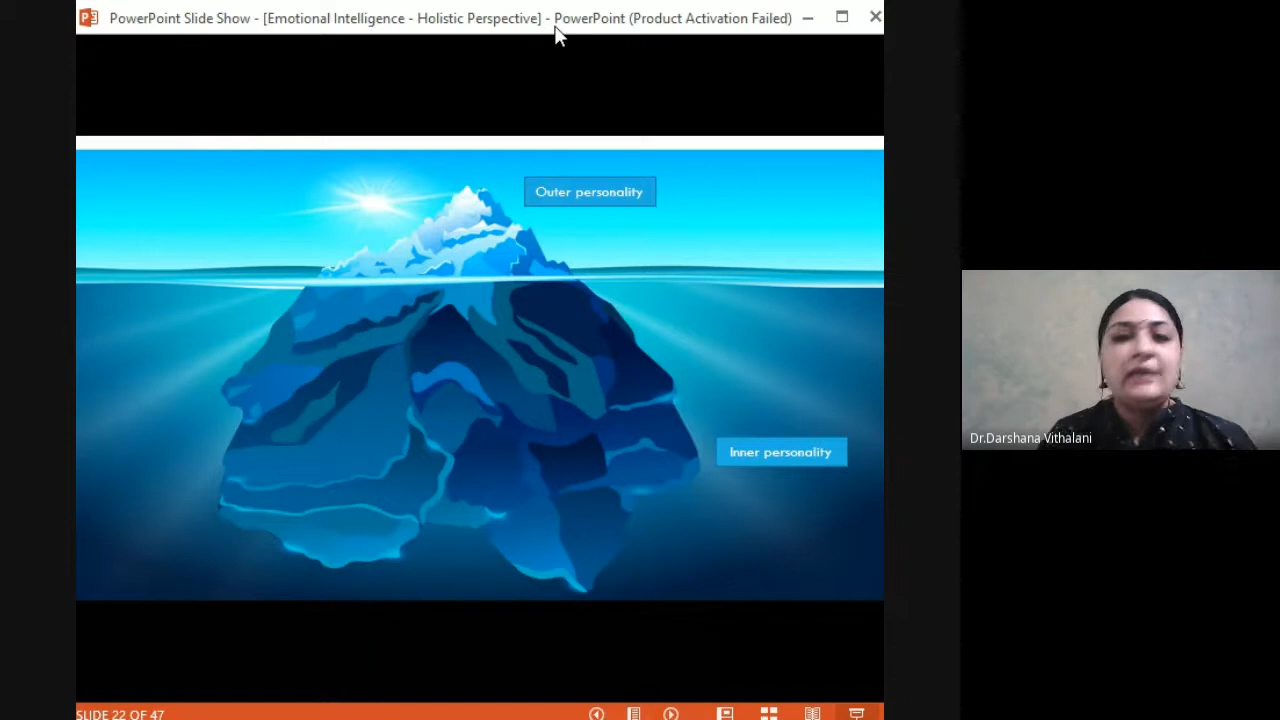 PowerPoint Slide Show - [Emotional Intelligence - Holistic Perspective] - PowerPoint (Product Activation Failed)
Outer personality
Inner personality
Dr.Darshana Vithalani
SLIDE 22 OF 47